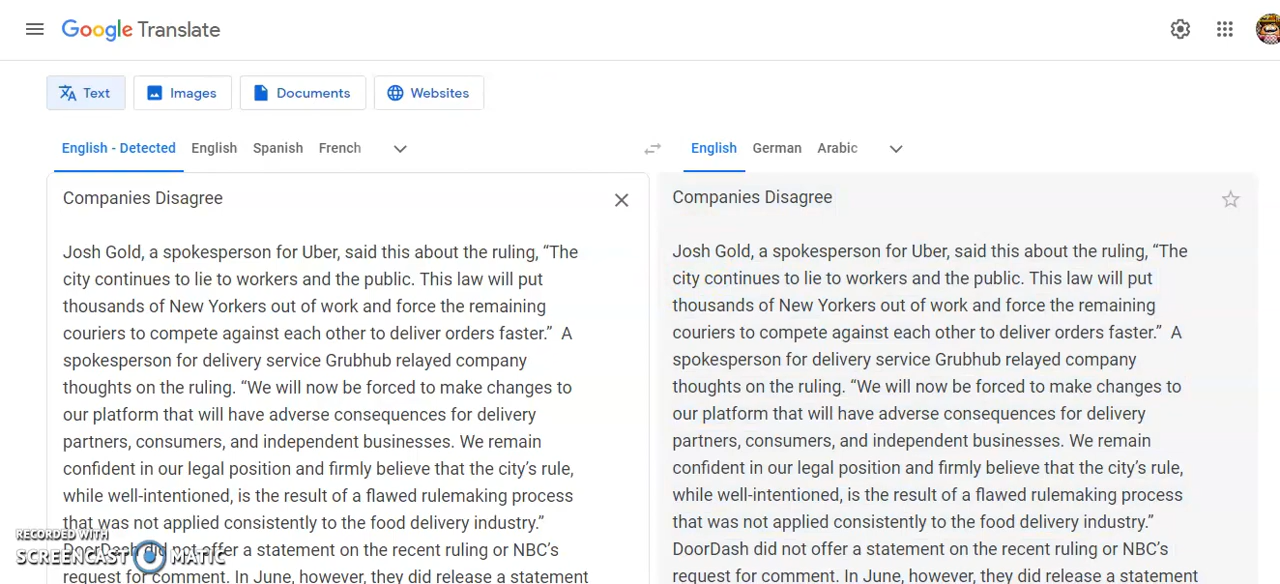 Google Translate
Text Images Documents Websites
English - Detected English Spanish French
English German Arabic
Companies Disagree
Josh Gold, a spokesperson for Uber, said this about the ruling, “The
city continues to lie to workers and the public. This law will put
thousands of New Yorkers out of work and force the remaining
couriers to compete against each other to deliver orders faster.”  A
spokesperson for delivery service Grubhub relayed company
thoughts on the ruling. “We will now be forced to make changes to
our platform that will have adverse consequences for delivery
partners, consumers, and independent businesses. We remain
confident in our legal position and firmly believe that the city’s rule,
while well-intentioned, is the result of a flawed rulemaking process
that was not applied consistently to the food delivery industry.”
DoorDash did not offer a statement on the recent ruling or NBC’s
request for comment. In June, however, they did release a statement
Companies Disagree
Josh Gold, a spokesperson for Uber, said this about the ruling, “The
city continues to lie to workers and the public. This law will put
thousands of New Yorkers out of work and force the remaining
couriers to compete against each other to deliver orders faster.”  A
spokesperson for delivery service Grubhub relayed company
thoughts on the ruling. “We will now be forced to make changes to
our platform that will have adverse consequences for delivery
partners, consumers, and independent businesses. We remain
confident in our legal position and firmly believe that the city’s rule,
while well-intentioned, is the result of a flawed rulemaking process
that was not applied consistently to the food delivery industry.”
DoorDash did not offer a statement on the recent ruling or NBC’s
request for comment. In June, however, they did release a statement
RECORDED WITH
SCREENCAST MATIC